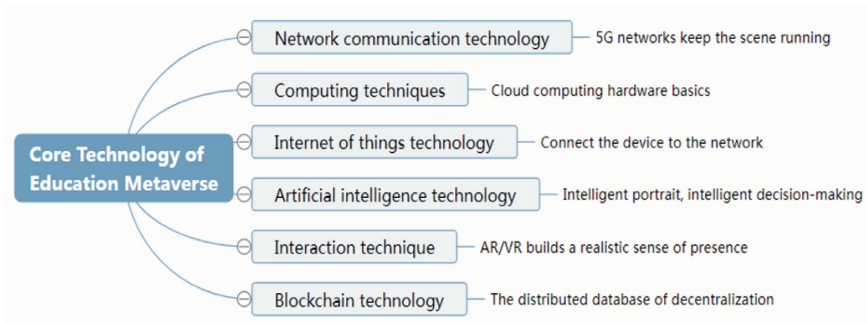 Core Technology of
Education Metaverse
Network communication technology
5G networks keep the scene running
Computing techniques
Cloud computing hardware basics
Internet of things technology
Connect the device to the network
Artificial intelligence technology
Intelligent portrait, intelligent decision-making
Interaction technique
AR/VR builds a realistic sense of presence
Blockchain technology
The distributed database of decentralization